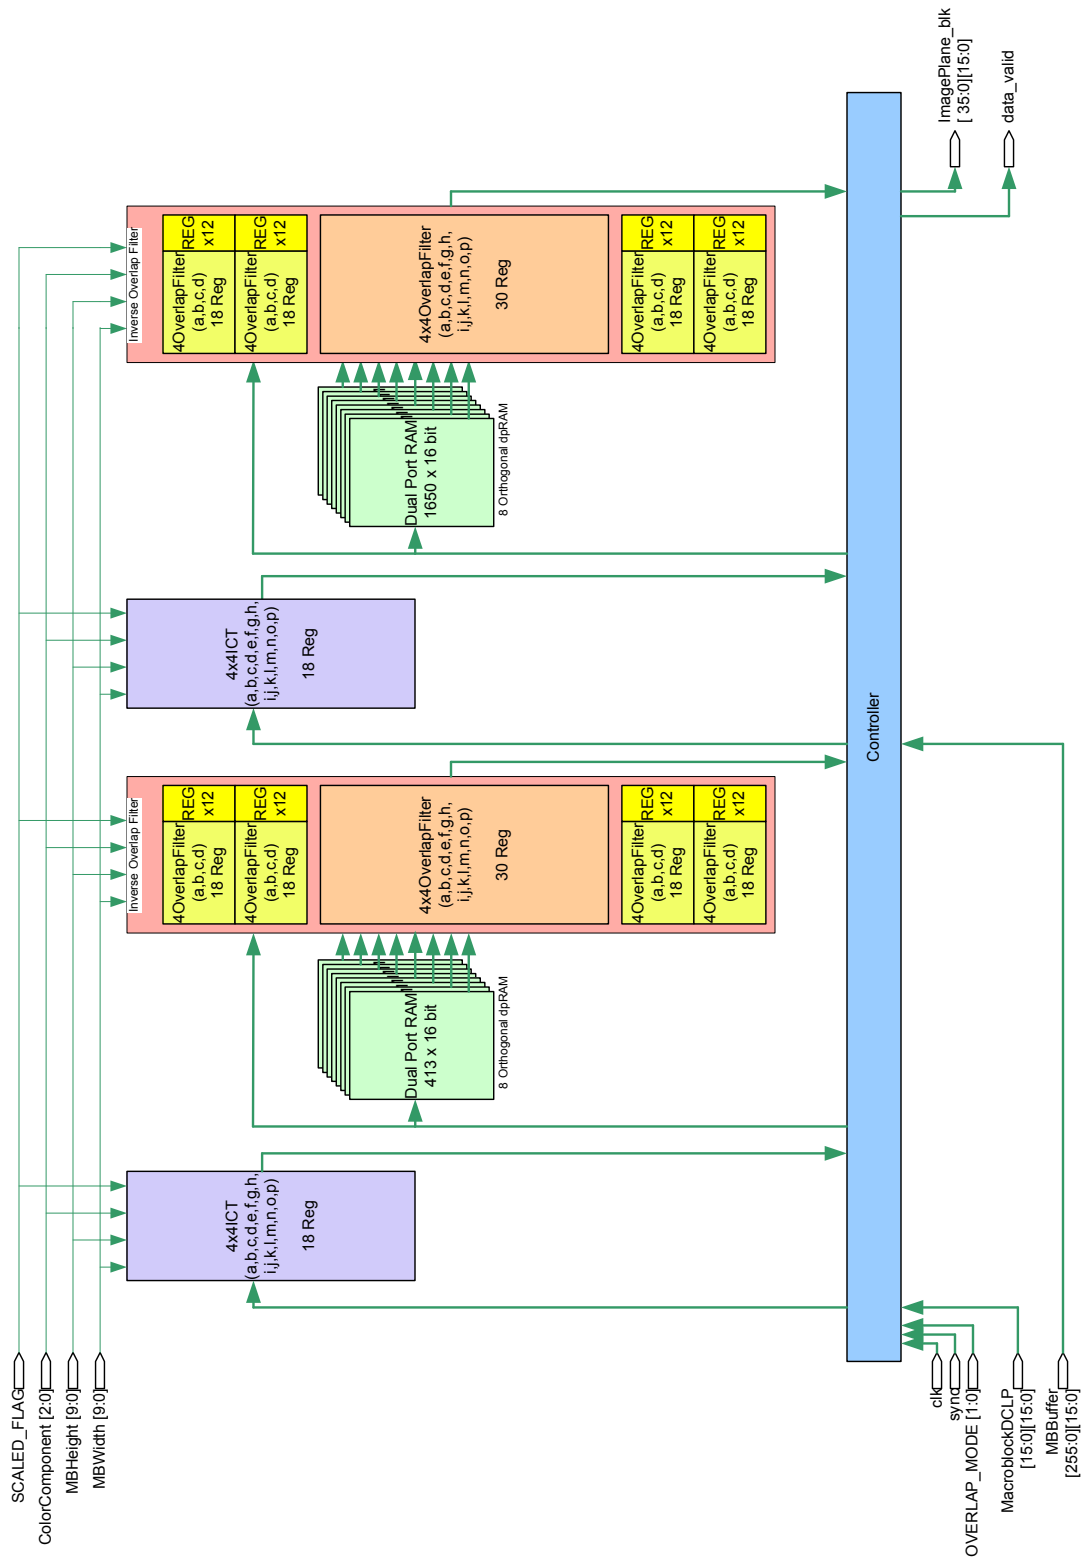 SCALED_FLAG
ColorComponent [2:0]
MBHeight [9:0]
MBWidth [9:0]
4x4ICT
(a,b,c,d,e,f,g,h,
i,j,k,l,m,n,o,p)
18 Reg
Dual Port RAM
413 x 16 bit
8 Orthogonal dpRAM
Inverse Overlap Filter
4OverlapFilter
(a,b,c,d)
18 Reg
REG
x12
4OverlapFilter
(a,b,c,d)
18 Reg
REG
x12
4x4OverlapFilter
(a,b,c,d,e,f,g,h,
i,j,k,l,m,n,o,p)
30 Reg
4OverlapFilter
(a,b,c,d)
18 Reg
REG
x12
4OverlapFilter
(a,b,c,d)
18 Reg
REG
x12
4x4ICT
(a,b,c,d,e,f,g,h,
i,j,k,l,m,n,o,p)
18 Reg
Dual Port RAM
1650 x 16 bit
8 Orthogonal dpRAM
Inverse Overlap Filter
4OverlapFilter
(a,b,c,d)
18 Reg
REG
x12
4OverlapFilter
(a,b,c,d)
18 Reg
REG
x12
4x4OverlapFilter
(a,b,c,d,e,f,g,h,
i,j,k,l,m,n,o,p)
30 Reg
4OverlapFilter
(a,b,c,d)
18 Reg
REG
x12
4OverlapFilter
(a,b,c,d)
18 Reg
REG
x12
Controller
clk
sync
OVERLAP_MODE [1:0]
MacroblockDCLP
[15:0][15:0]
MBBuffer
[255:0][15:0]
ImagePlane_blk
[ 35:0][15:0]
data_valid